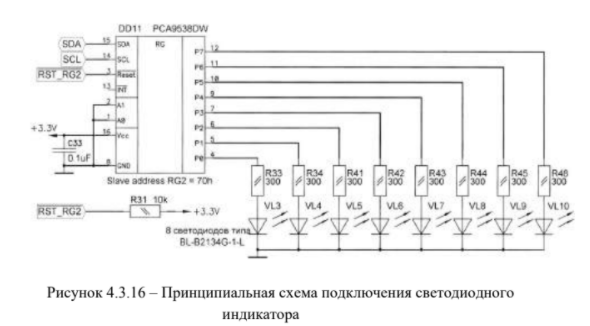 DD11 PCA9538DW
SDA 15 SDA RG
SCL 14 SCL
RST_RG2 3 Reset
13 INT
2 A1
1 A0
+3.3V 16 Vcc
C33
0.1uF 8 GND
P7 12
P6 11
P5 10
P4 9
P3 7
P2 6
P1 5
P0 4
Slave address RG2 = 70h
R33 R34 R41 R42 R43 R44 R45 R46
300 300 300 300 300 300 300 300
VL3 VL4 VL5 VL6 VL7 VL8 VL9 VL10
RST_RG2 R31 10k +3.3V
8 светодиодов типа
BL-B2134G-1-L
Рисунок 4.3.16 – Принципиальная схема подключения светодиодного
индикатора